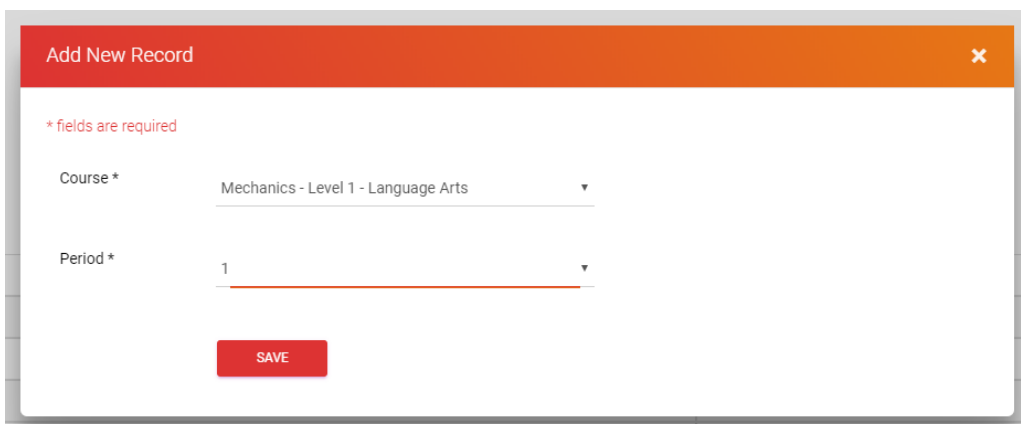 Add New Record
* fields are required
Course * Mechanics - Level 1 - Language Arts
Period * 1
SAVE